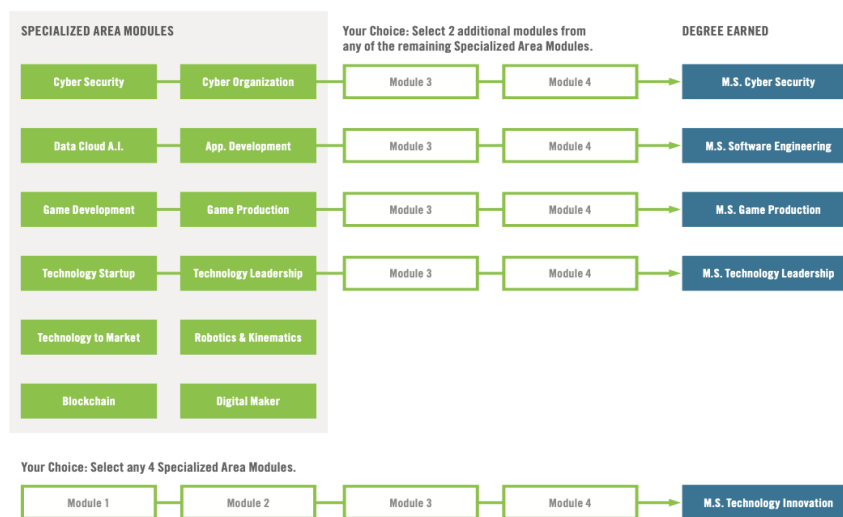 SPECIALIZED AREA MODULES
Your Choice: Select 2 additional modules from
any of the remaining Specialized Area Modules.
DEGREE EARNED
Cyber Security
Cyber Organization
Module 3
Module 4
M.S. Cyber Security
Data Cloud A.I.
App. Development
Module 3
Module 4
M.S. Software Engineering
Game Development
Game Production
Module 3
Module 4
M.S. Game Production
Technology Startup
Technology Leadership
Module 3
Module 4
M.S. Technology Leadership
Technology to Market
Robotics & Kinematics
Blockchain
Digital Maker
Your Choice: Select any 4 Specialized Area Modules.
Module 1
Module 2
Module 3
Module 4
M.S. Technology Innovation